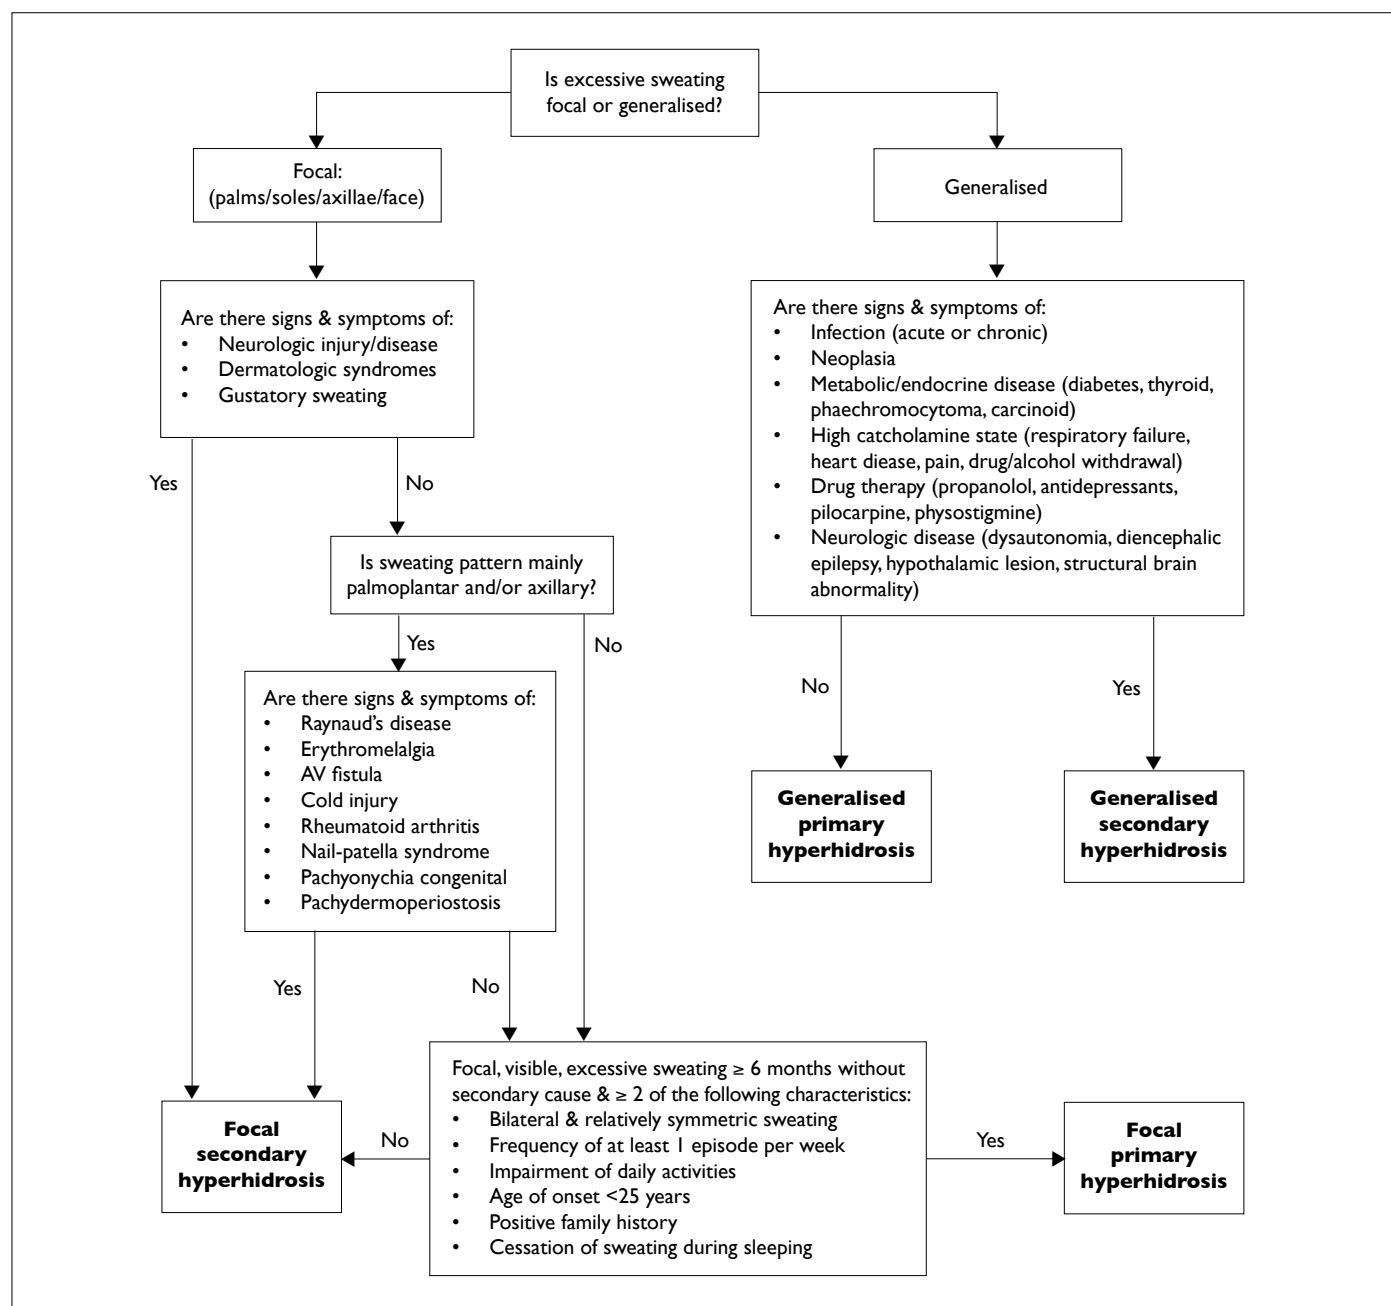 Is excessive sweating
focal or generalised?
Focal:
(palms/soles/axillae/face)
Generalised
Are there signs & symptoms of:
• Neurologic injury/disease
• Dermatologic syndromes
• Gustatory sweating
Are there signs & symptoms of:
• Infection (acute or chronic)
• Neoplasia
• Metabolic/endocrine disease (diabetes, thyroid,
phaechromocytoma, carcinoid)
• High catcholamine state (respiratory failure,
heart disease, pain, drug/alcohol withdrawal)
• Drug therapy (propanolol, antidepressants,
pilocarpine, physostigmine)
• Neurologic disease (dysautonomia, diencephalic
epilepsy, hypothalamic lesion, structural brain
abnormality)
Yes
No
Is sweating pattern mainly
palmoplantar and/or axillary?
Yes
No
No
Yes
Are there signs & symptoms of:
• Raynaud's disease
• Erythromelalgia
• AV fistula
• Cold injury
• Rheumatoid arthritis
• Nail-patella syndrome
• Pachyonychia congenital
• Pachydermoperiostosis
Generalised
primary
hyperhidrosis
Generalised
secondary
hyperhidrosis
Yes
No
Focal, visible, excessive sweating ≥ 6 months without
secondary cause & ≥ 2 of the following characteristics:
• Bilateral & relatively symmetric sweating
• Frequency of at least 1 episode per week
• Impairment of daily activities
• Age of onset <25 years
• Positive family history
• Cessation of sweating during sleeping
Focal
secondary
hyperhidrosis
No
Yes
Focal
primary
hyperhidrosis